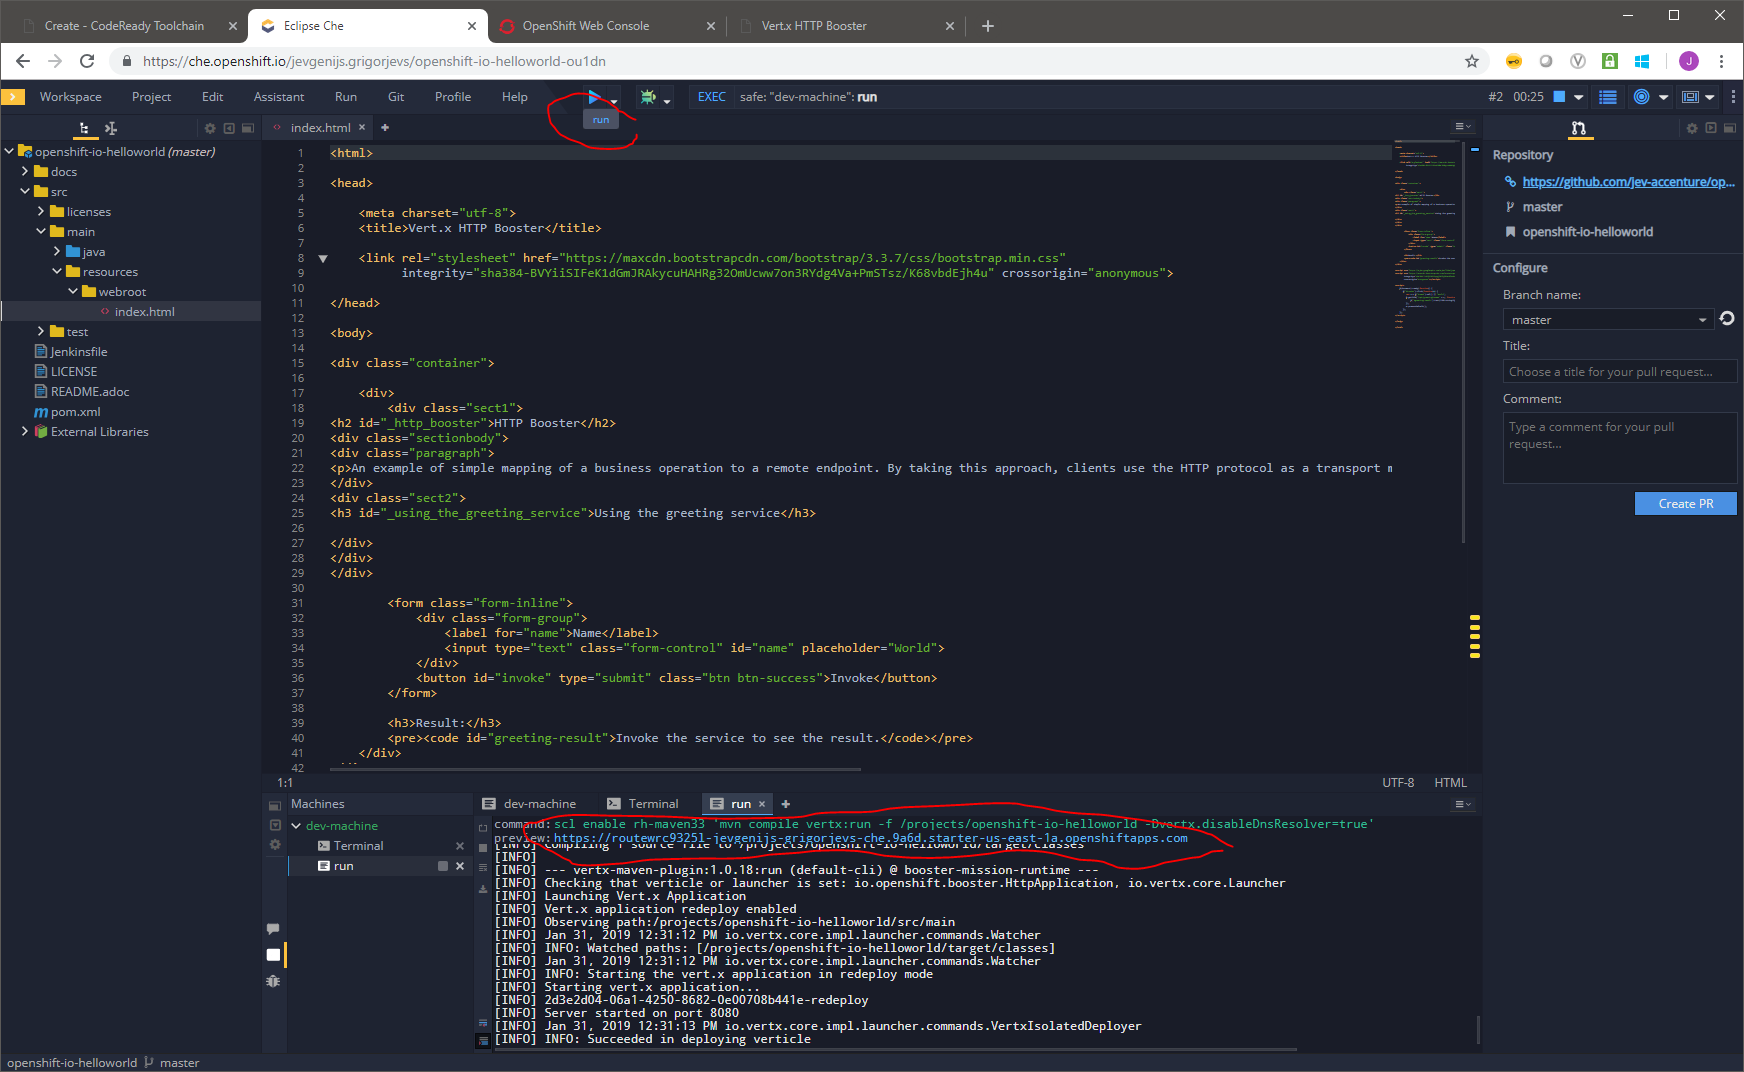 Create - CodeReady Toolchain
Eclipse Che
OpenShift Web Console
Vert.x HTTP Booster
https://che.openshift.io/jevgenijs.grigorjevs/openshift-io-helloworld-ou1dn
J
Workspace Project Edit Assistant Run Git Profile Help
EXEC safe: "dev-machine": run
#2 00:25
run
index.html
openshift-io-helloworld (master)
docs
src
licenses
main
java
resources
webroot
index.html
test
Jenkinsfile
LICENSE
README.adoc
pom.xml
External Libraries
1 <html>
2
3 <head>
4
5 <meta charset="utf-8">
6 <title>Vert.x HTTP Booster</title>
7
8 <link rel="stylesheet" href="https://maxcdn.bootstrapcdn.com/bootstrap/3.3.7/css/bootstrap.min.css"
9 integrity="sha384-BVYiiSIFeK1dGmJRAkycuHAHRg32OmUcww7on3RYdg4Va+PmSTsz/K68vbdEjh4u" crossorigin="anonymous">
10
11 </head>
12
13 <body>
14
15 <div class="container">
16
17 <div>
18 <div class="sect1">
19 <h2 id="_http_booster">HTTP Booster</h2>
20 <div class="sectionbody">
21 <div class="paragraph">
22 <p>An example of simple mapping of a business operation to a remote endpoint. By taking this approach, clients use the HTTP protocol as a transport m
23 </div>
24 <div class="sect2">
25 <h3 id="_using_the_greeting_service">Using the greeting service</h3>
26
27 </div>
28 </div>
29 </div>
30
31 <form class="form-inline">
32 <div class="form-group">
33 <label for="name">Name</label>
34 <input type="text" class="form-control" id="name" placeholder="World">
35 </div>
36 <button id="invoke" type="submit" class="btn btn-success">Invoke</button>
37 </form>
38
39 <h3>Result:</h3>
40 <pre><code id="greeting-result">Invoke the service to see the result.</code></pre>
41 </div>
42
1:1
UTF-8 HTML
Repository
https://github.com/jev-accenture/op...
master
openshift-io-helloworld
Configure
Branch name:
master
Title:
Choose a title for your pull request...
Comment:
Type a comment for your pull
request...
Create PR
Machines
dev-machine
Terminal
run
dev-machine
Terminal
run
command: scl enable rh-maven33 'mvn compile vertx:run -f /projects/openshift-io-helloworld -Dvertx.disableDnsResolver=true'
preview: https://routewrc93251-jevgenijs-grigorjevs-che.9a6d.starter-us-east-1a.openshiftapps.com
[INFO] Compiling 1 source file to /projects/openshift-io-helloworld/target/classes
[INFO]
[INFO] --- vertx-maven-plugin:1.0.18:run (default-cli) @ booster-mission-runtime ---
[INFO] Checking that verticle or launcher is set: io.openshift.booster.HttpApplication, io.vertx.core.Launcher
[INFO] Launching Vert.x Application
[INFO] Vert.x application redeploy enabled
[INFO] Observing path:/projects/openshift-io-helloworld/src/main
[INFO] Jan 31, 2019 12:31:12 PM io.vertx.core.impl.launcher.commands.Watcher
[INFO] INFO: Watched paths: [/projects/openshift-io-helloworld/target/classes]
[INFO] Jan 31, 2019 12:31:12 PM io.vertx.core.impl.launcher.commands.Watcher
[INFO] INFO: Starting the vert.x application in redeploy mode
[INFO] Starting vert.x application...
[INFO] 2d3e2d04-06a1-4250-8682-0e00708b441e-redeploy
[INFO] Server started on port 8080
[INFO] Jan 31, 2019 12:31:13 PM io.vertx.core.impl.launcher.commands.VertxIsolatedDeployer
[INFO] INFO: Succeeded in deploying verticle
openshift-io-helloworld master